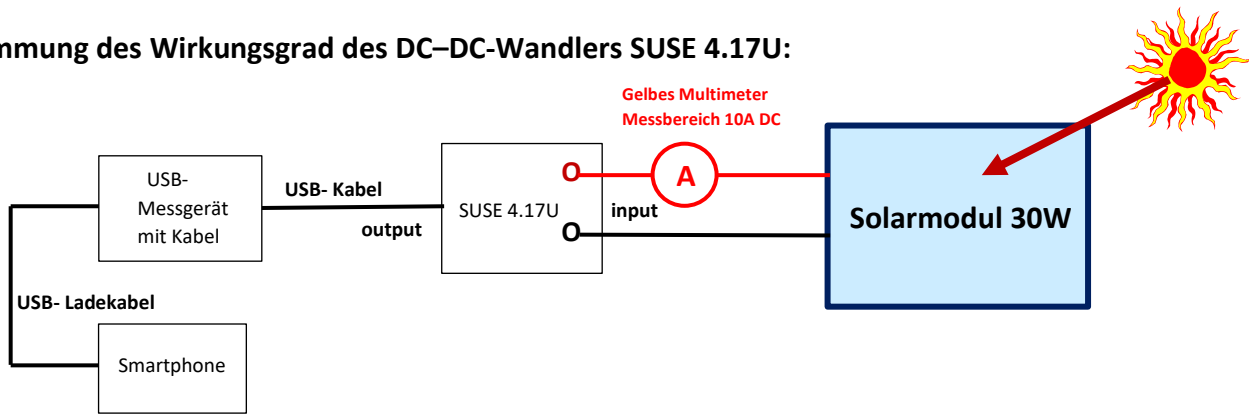 mmung des Wirkungsgrad des DC–DC-Wandlers SUSE 4.17U:
Gelbes Multimeter
Messbereich 10A DC
USB-
Messgerät
mit Kabel
USB- Kabel
output
SUSE 4.17U
O
O
input
A
Solarmodul 30W
USB- Ladekabel
Smartphone